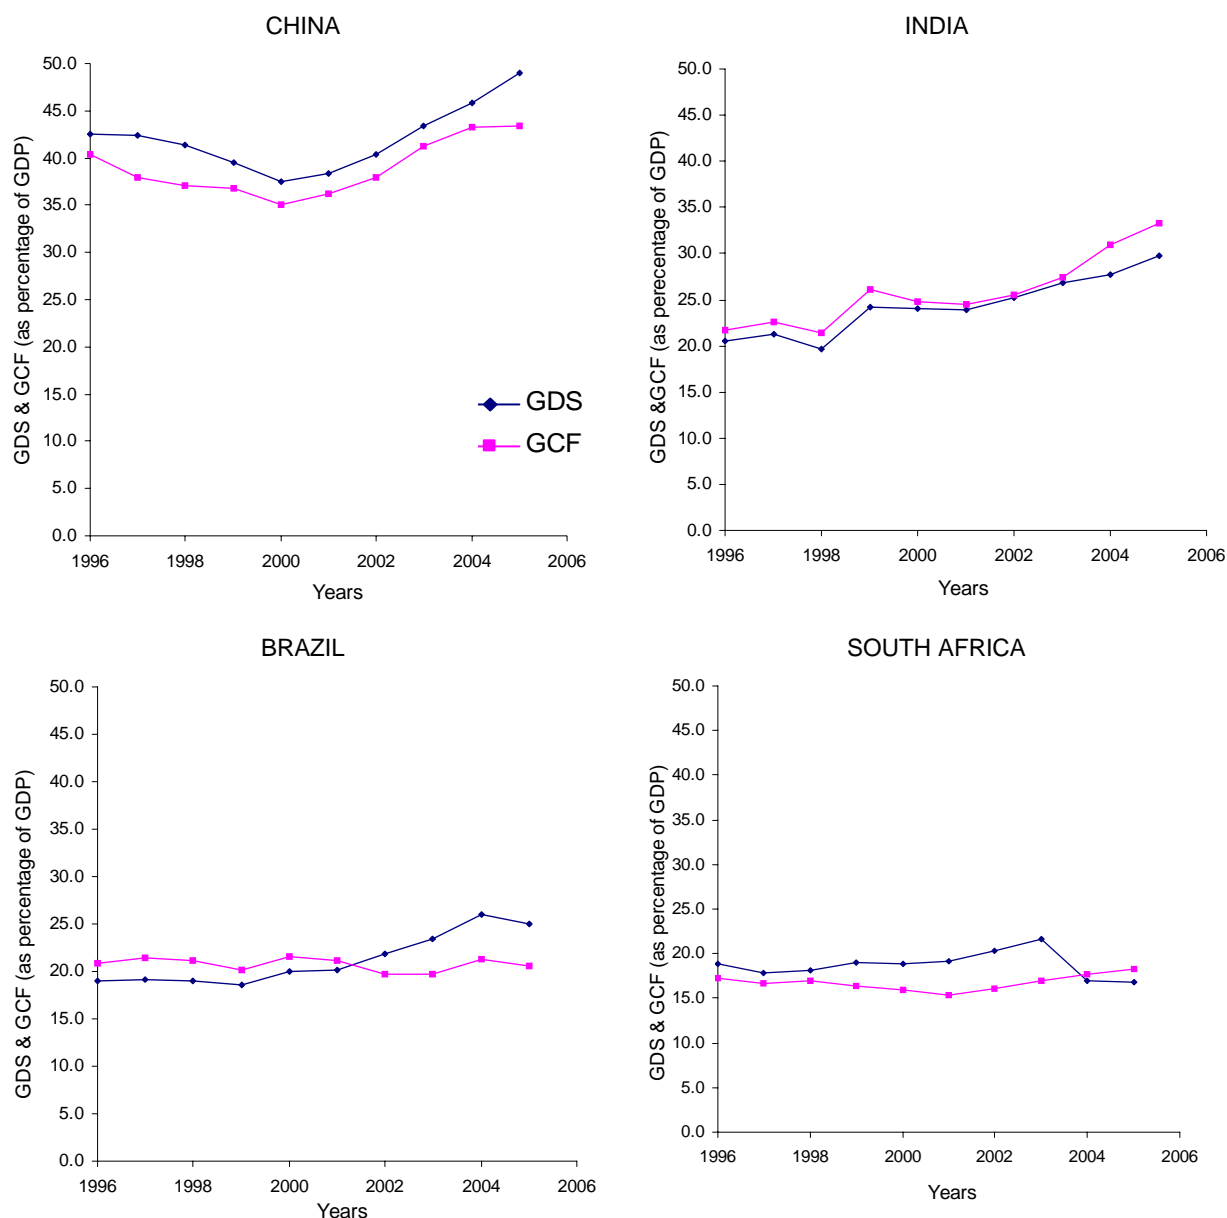 CHINA
GDS & GCF (as percentage of GDP)
50.0
45.0
40.0
35.0
30.0
25.0
20.0
15.0
10.0
5.0
0.0
GDS
GCF
1996 1998 2000 2002 2004 2006
Years
INDIA
GDS &GCF (as perecentage of GDP)
50.0
45.0
40.0
35.0
30.0
25.0
20.0
15.0
10.0
5.0
0.0
1996 1998 2000 2002 2004 2006
Years
BRAZIL
GDS & GCF (as percentage of GDP)
50.0
45.0
40.0
35.0
30.0
25.0
20.0
15.0
10.0
5.0
0.0
1996 1998 2000 2002 2004 2006
Years
SOUTH AFRICA
GDS & GCF (as percentage of GDP)
50.0
45.0
40.0
35.0
30.0
25.0
20.0
15.0
10.0
5.0
0.0
1996 1998 2000 2002 2004 2006
Years